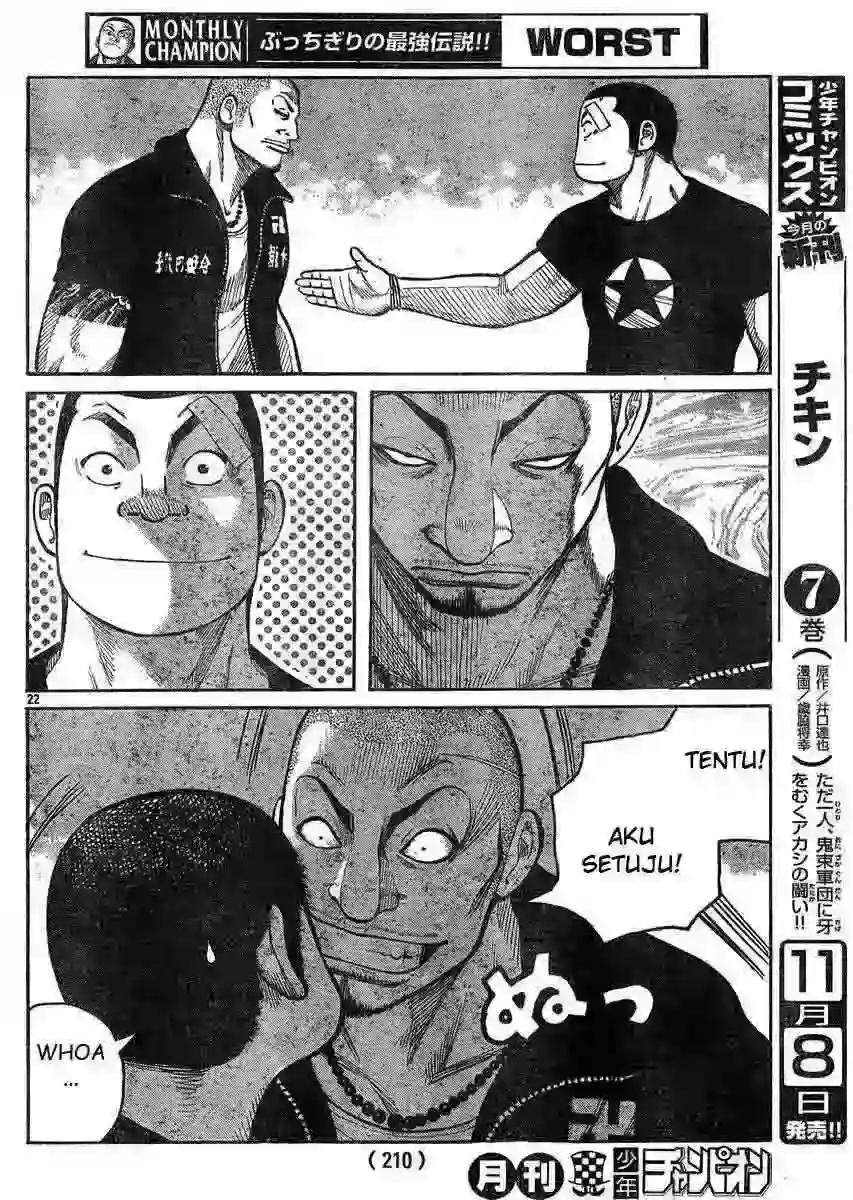 MONTHLY
CHAMPION
ぶっちぎりの最強伝説!!
WORST
少年チャンピオン
コミックス
今月の
新刊
チキン
7
巻
原作/井口達也
漫画/歳脇将幸
ただ一人、鬼束軍団に牙
をむくアカシの闘い!!
11
月
8
日
発売!!
22
TENTU!
AKU
SETUJU!
ぬっ
WHOA
...
(210)
月刊
少年
チャンピオン